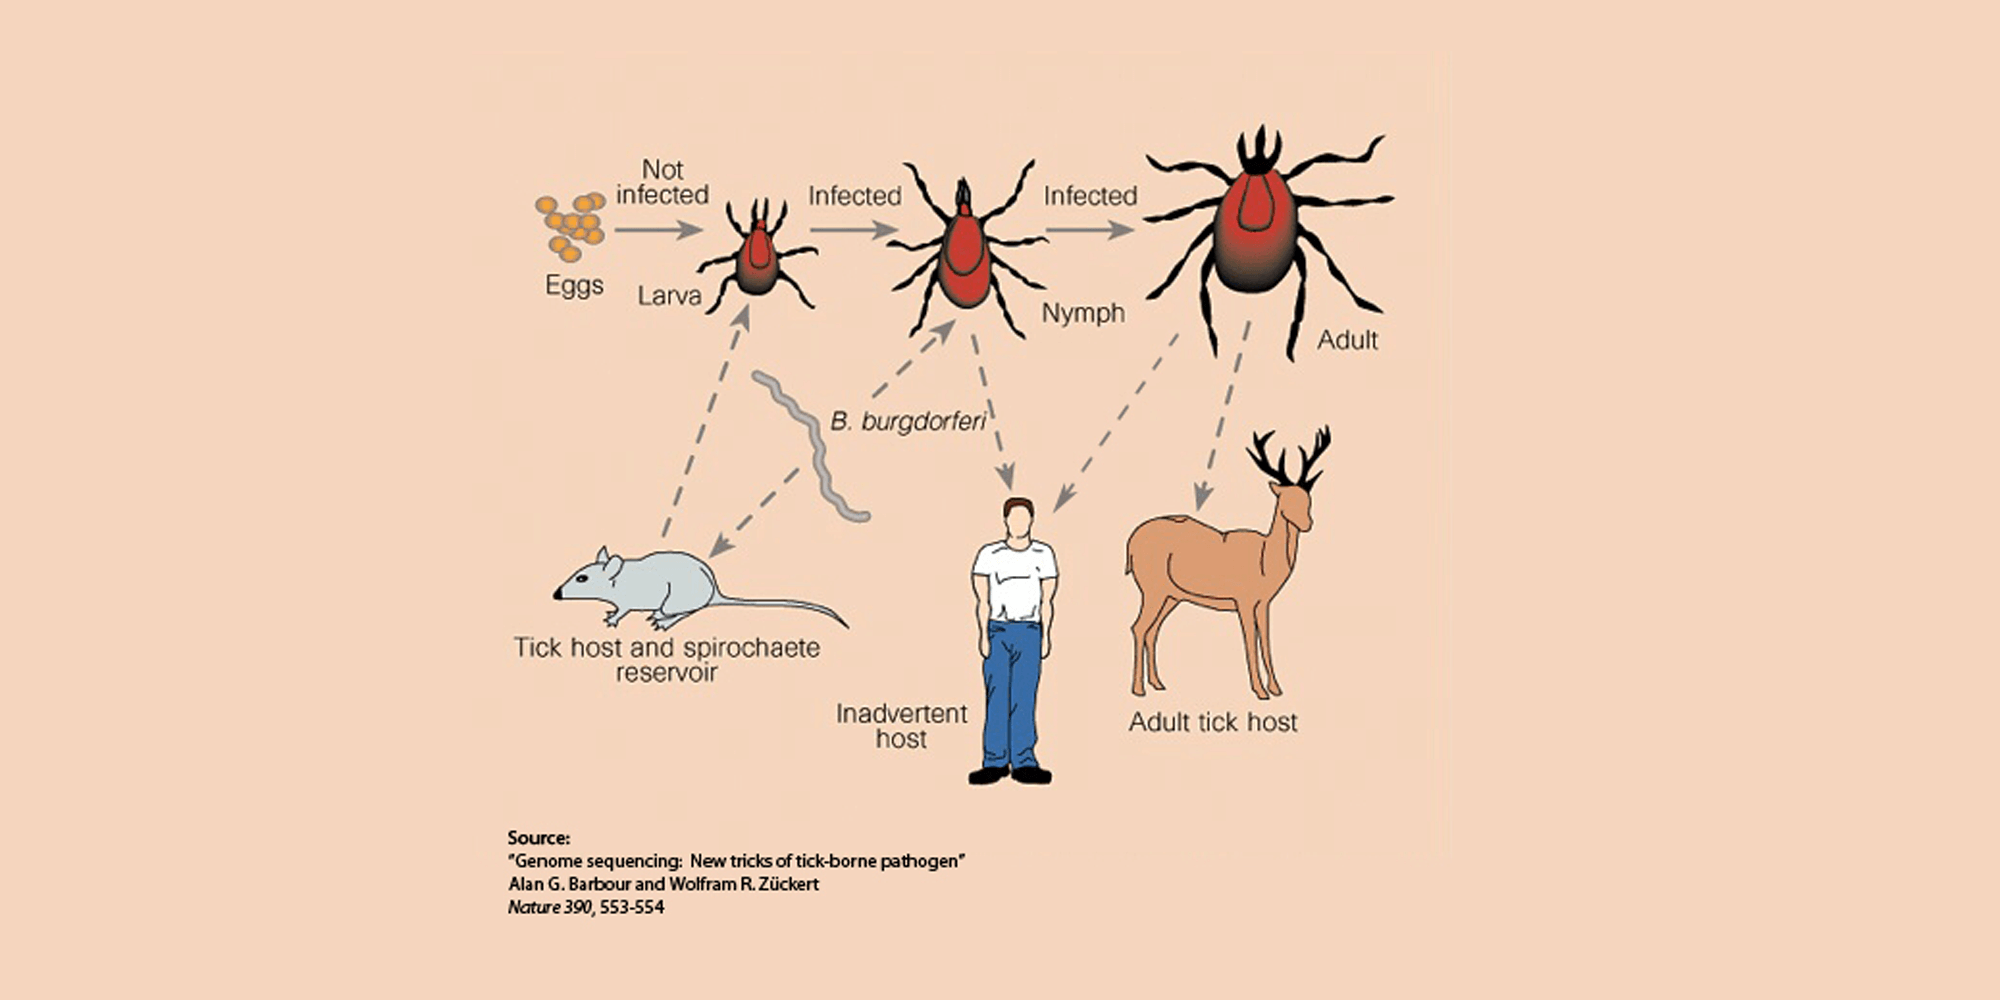 Not
infected
Infected
Infected
Eggs
Larva
Nymph
Adult
B. burgdorferi
Tick host and spirochaete
reservoir
Inadvertent
host
Adult tick host
Source:
"Genome sequencing: New tricks of tick-borne pathogen"
Alan G. Barbour and Wolfram R. Zückert
Nature 390, 553-554